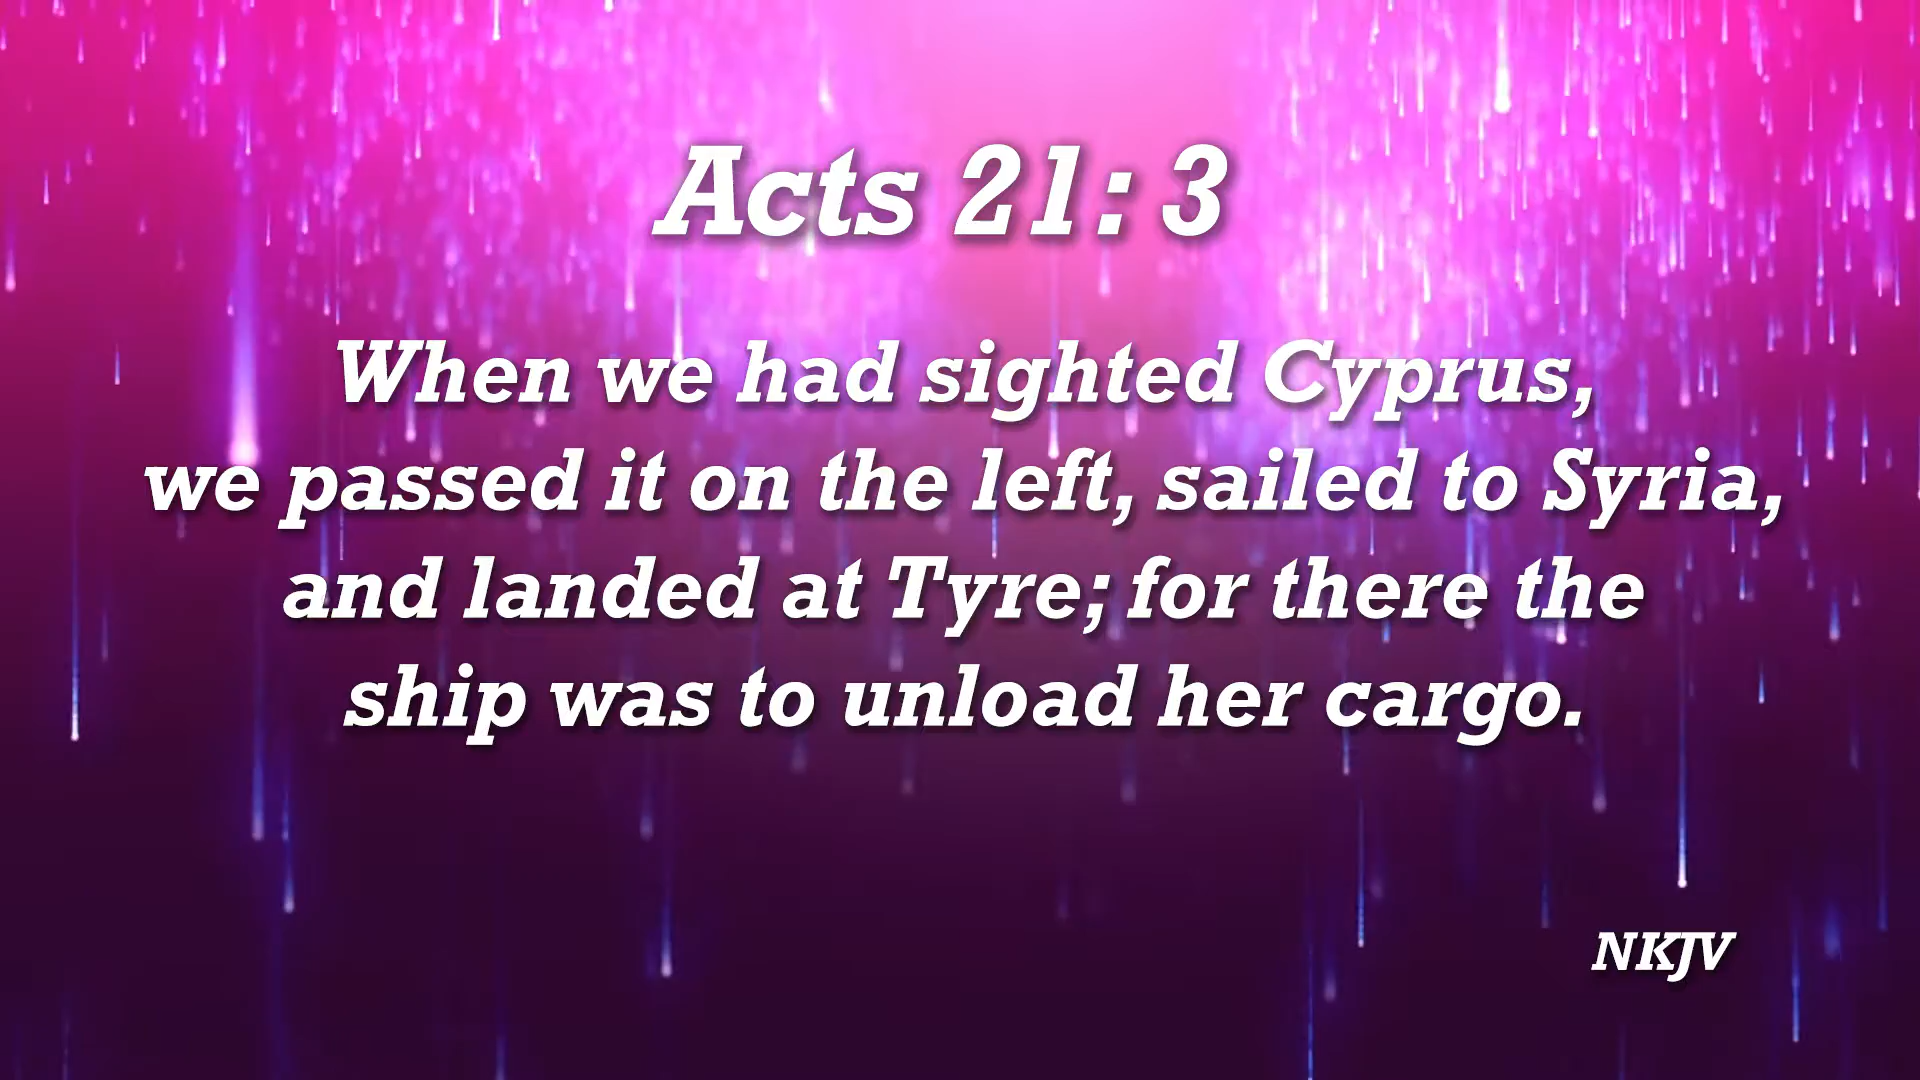 Acts 21: 3
When we had sighted Cyprus,
we passed it on the left, sailed to Syria,
and landed at Tyre; for there the
ship was to unload her cargo.
NKJV